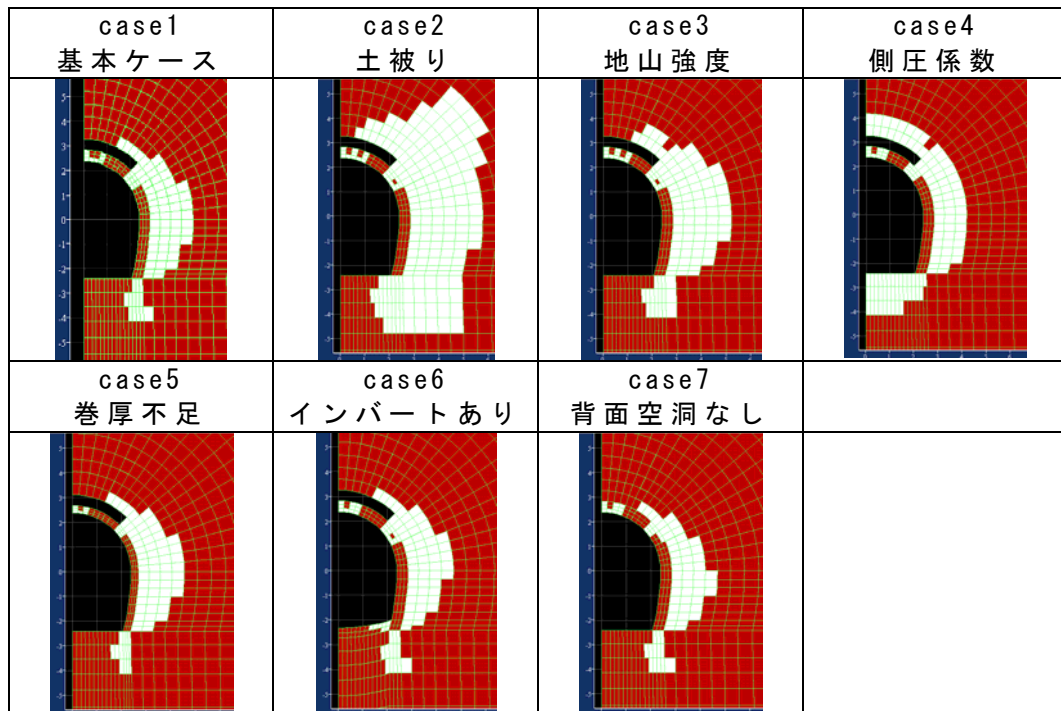 case1
基本ケース
case2
土被り
case3
地山強度
case4
側圧係数
case5
巻厚不足
case6
インバートあり
case7
背面空洞なし